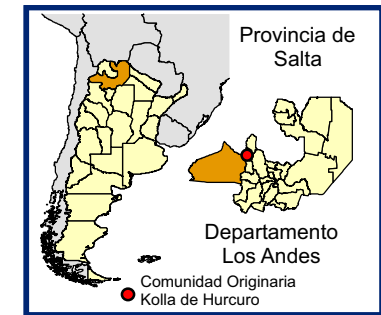 Provincia de
Salta
Departamento
Los Andes
Comunidad Originaria
Kolla de Hurcuro